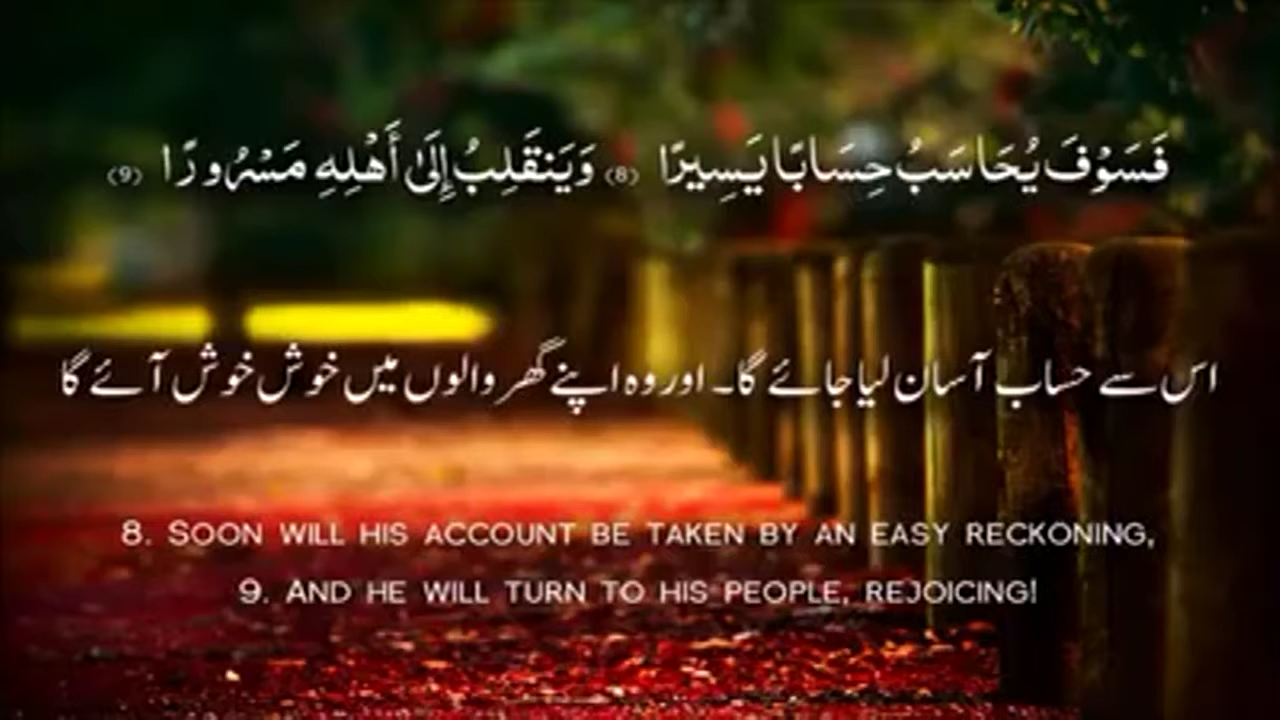 فَسَوْفَ يُحَاسَبُ حِسَابًا يَسِيرًا (8) وَيَنقَلِبُ إِلَىٰ أَهْلِهِ مَسْرُورًا (9)
اس سے حساب آسان لیا جائے گا۔ اور وہ اپنے گھر والوں میں خوش خوش آئے گا
8. Soon will his account be taken by an easy reckoning,
9. And he will turn to his people, rejoicing!